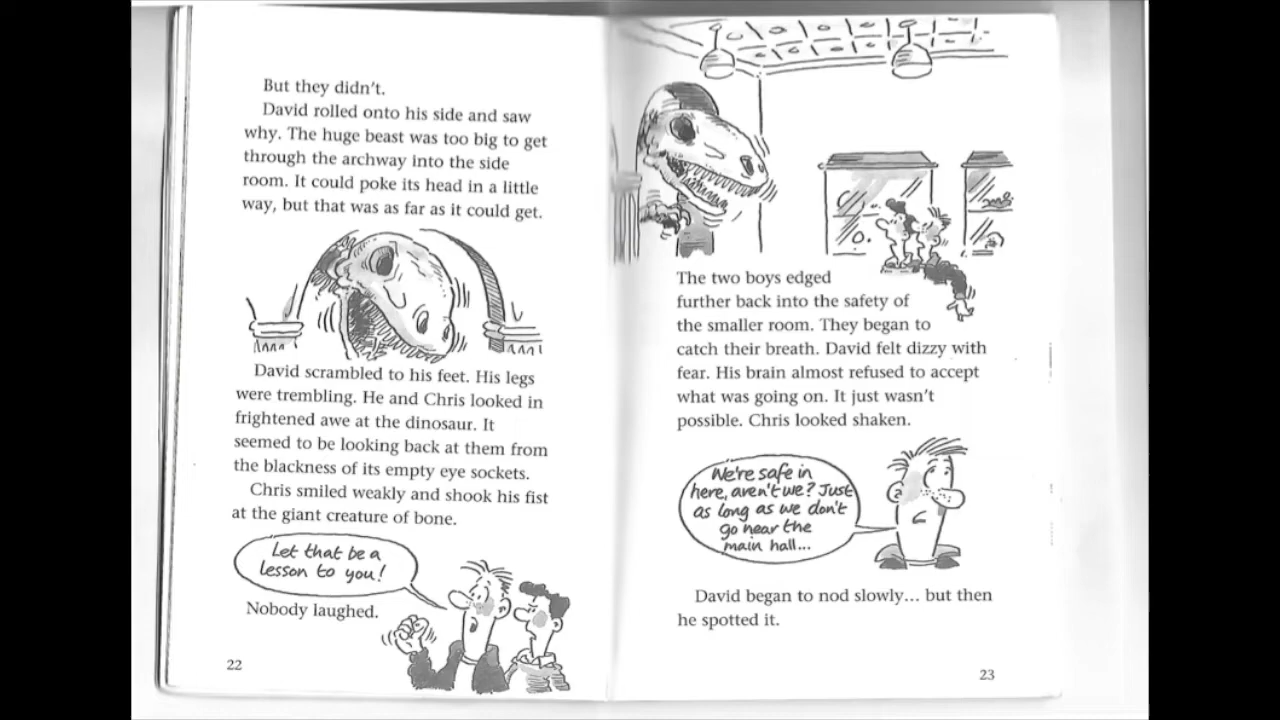 But they didn't.
David rolled onto his side and saw
why. The huge beast was too big to get
through the archway into the side
room. It could poke its head in a little
way, but that was as far as it could get.
David scrambled to his feet. His legs
were trembling. He and Chris looked in
frightened awe at the dinosaur. It
seemed to be looking back at them from
the blackness of its empty eye sockets.
Chris smiled weakly and shook his fist
at the giant creature of bone.
Let that be a
lesson to you!
Nobody laughed.
22
The two boys edged
further back into the safety of
the smaller room. They began to
catch their breath. David felt dizzy with
fear. His brain almost refused to accept
what was going on. It just wasn't
possible. Chris looked shaken.
We're safe in
here, aren't we? Just
as long as we don't
go near the
main hall...
David began to nod slowly... but then
he spotted it.
23